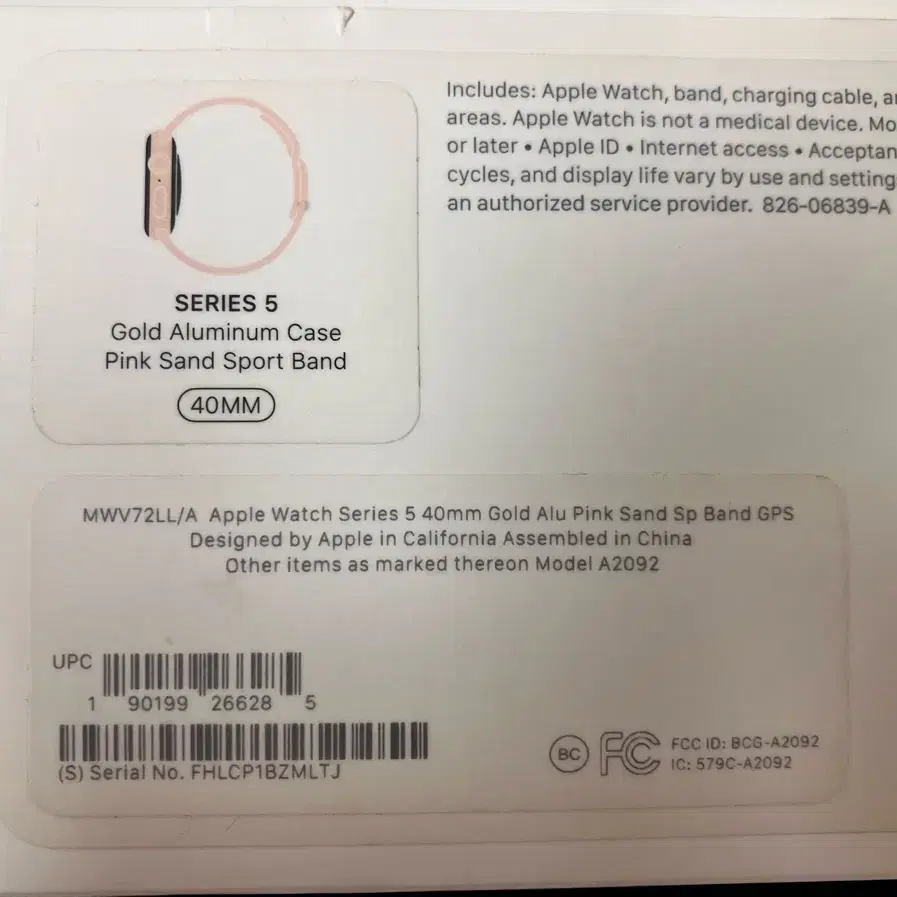 SERIES 5
Gold Aluminum Case
Pink Sand Sport Band
40MM
Includes: Apple Watch, band, charging cable,
areas. Apple Watch is not a medical device.
or later • Apple ID • Internet access •
cycles, and display life vary by use and
an authorized service provider. 826-06839-A
MWV72LL/A Apple Watch Series 5 40mm Gold Alu Pink Sand Sp Band GPS
Designed by Apple in California Assembled in China
Other items as marked thereon Model A2092
UPC
1 90199 26628 5
(S) Serial No. FHLCP1BZMLTJ
BC
FC
FCC ID: BCG-A2092
IC: 579C-A2092